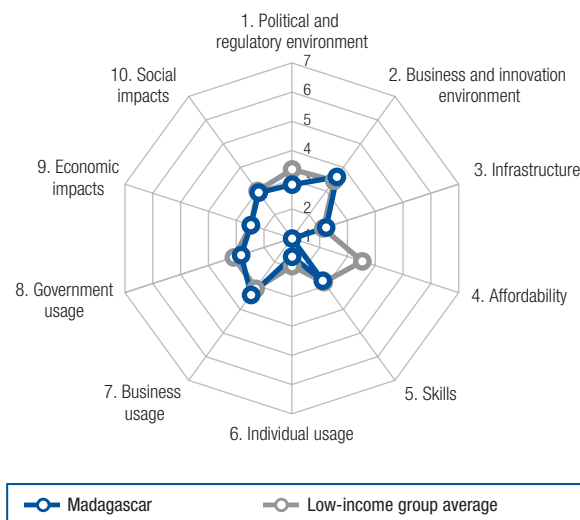 1. Political and
regulatory environment
2. Business and innovation
environment
3. Infrastructure
4. Affordability
5. Skills
6. Individual usage
7. Business
usage
8. Government
usage
9. Economic
impacts
10. Social
impacts
7
6
5
4
3
2
1
Madagascar
Low-income group average